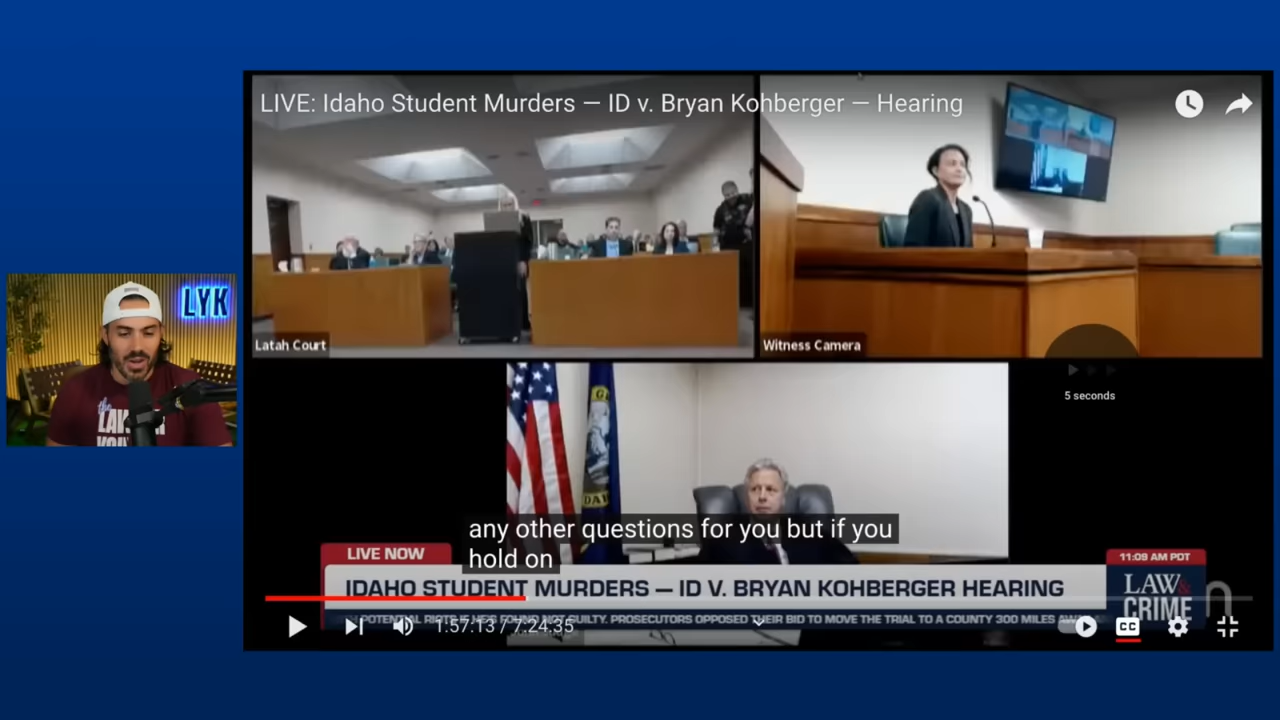 LIVE: Idaho Student Murders — ID v. Bryan Kohberger — Hearing
LYK
Latah Court
Witness Camera
5 seconds
any other questions for you but if you
hold on
LIVE NOW
11:09 AM PDT
IDAHO STUDENT MURDERS — ID V. BRYAN KOHBERGER HEARING
LAW&
CRIME
POTENTIAL RIOTS IF HE'S FOUND NOT GUILTY. PROSECUTORS OPPOSED THEIR BID TO MOVE THE TRIAL TO A COUNTY 300 MILES
1:57:13 / 7:24:35
CC